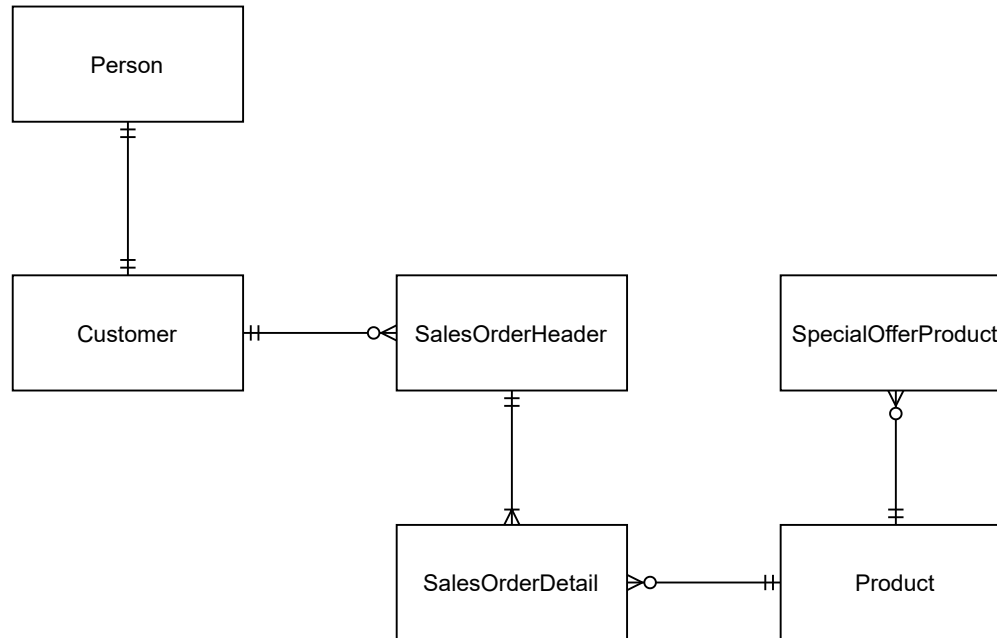 Person
Customer
SalesOrderHeader
SpecialOfferProduct
SalesOrderDetail
Product